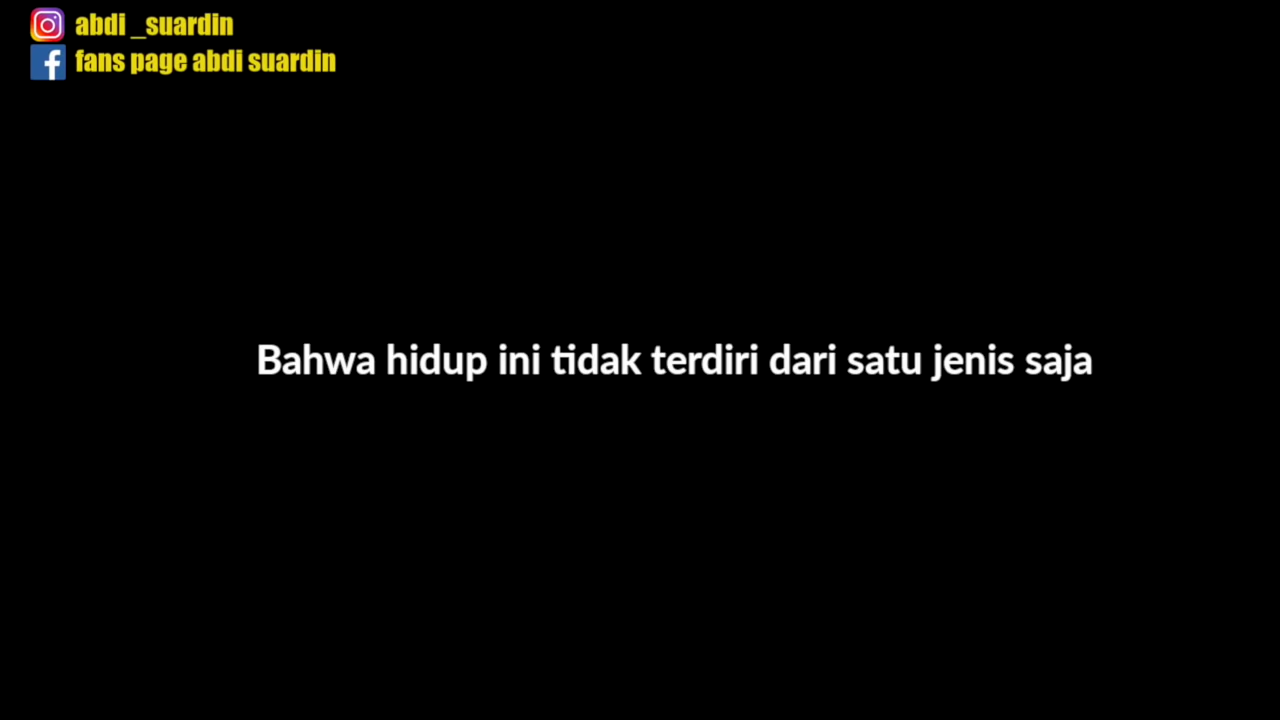 abdi _suardin
fans page abdi suardin
Bahwa hidup ini tidak terdiri dari satu jenis saja